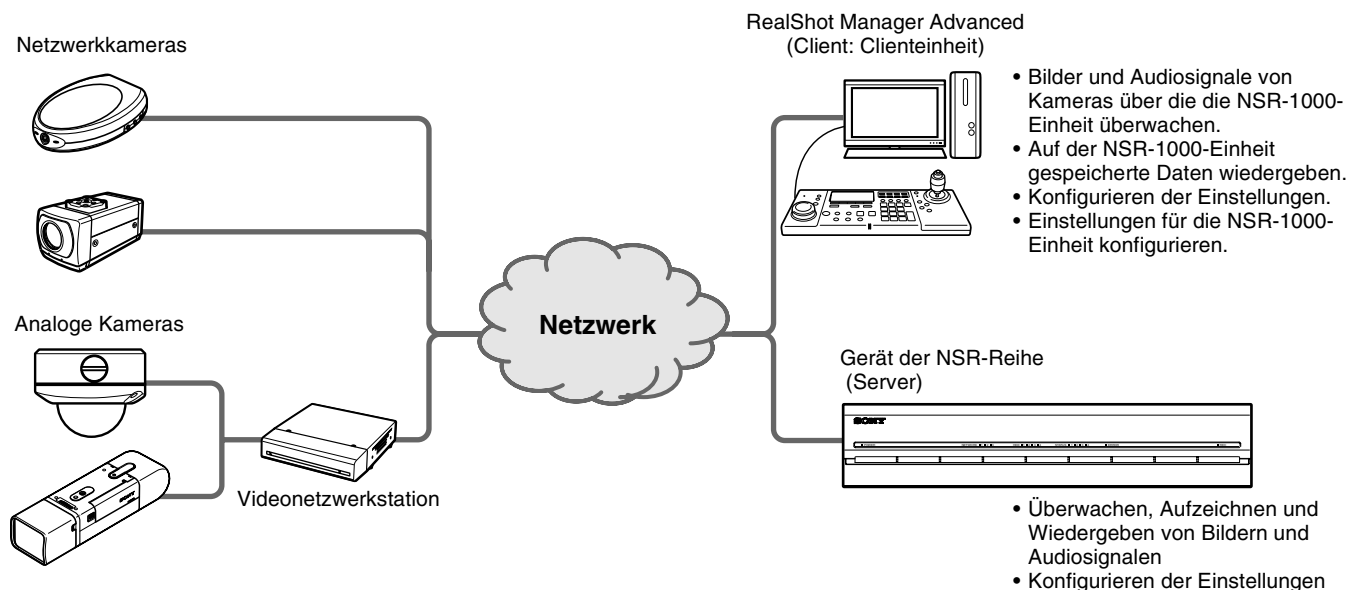 Netzwerkkameras
RealShot Manager Advanced
(Client: Clienteinheit)
• Bilder und Audiosignale von
Kameras über die die NSR-1000-
Einheit überwachen.
• Auf der NSR-1000-Einheit
gespeicherte Daten wiedergeben.
• Konfigurieren der Einstellungen.
• Einstellungen für die NSR-1000-
Einheit konfigurieren.
Netzwerk
Analoge Kameras
Videonetzwerkstation
Gerät der NSR-Reihe
(Server)
SONY
• Überwachen, Aufzeichnen und
Wiedergeben von Bildern und
Audiosignalen
• Konfigurieren der Einstellungen